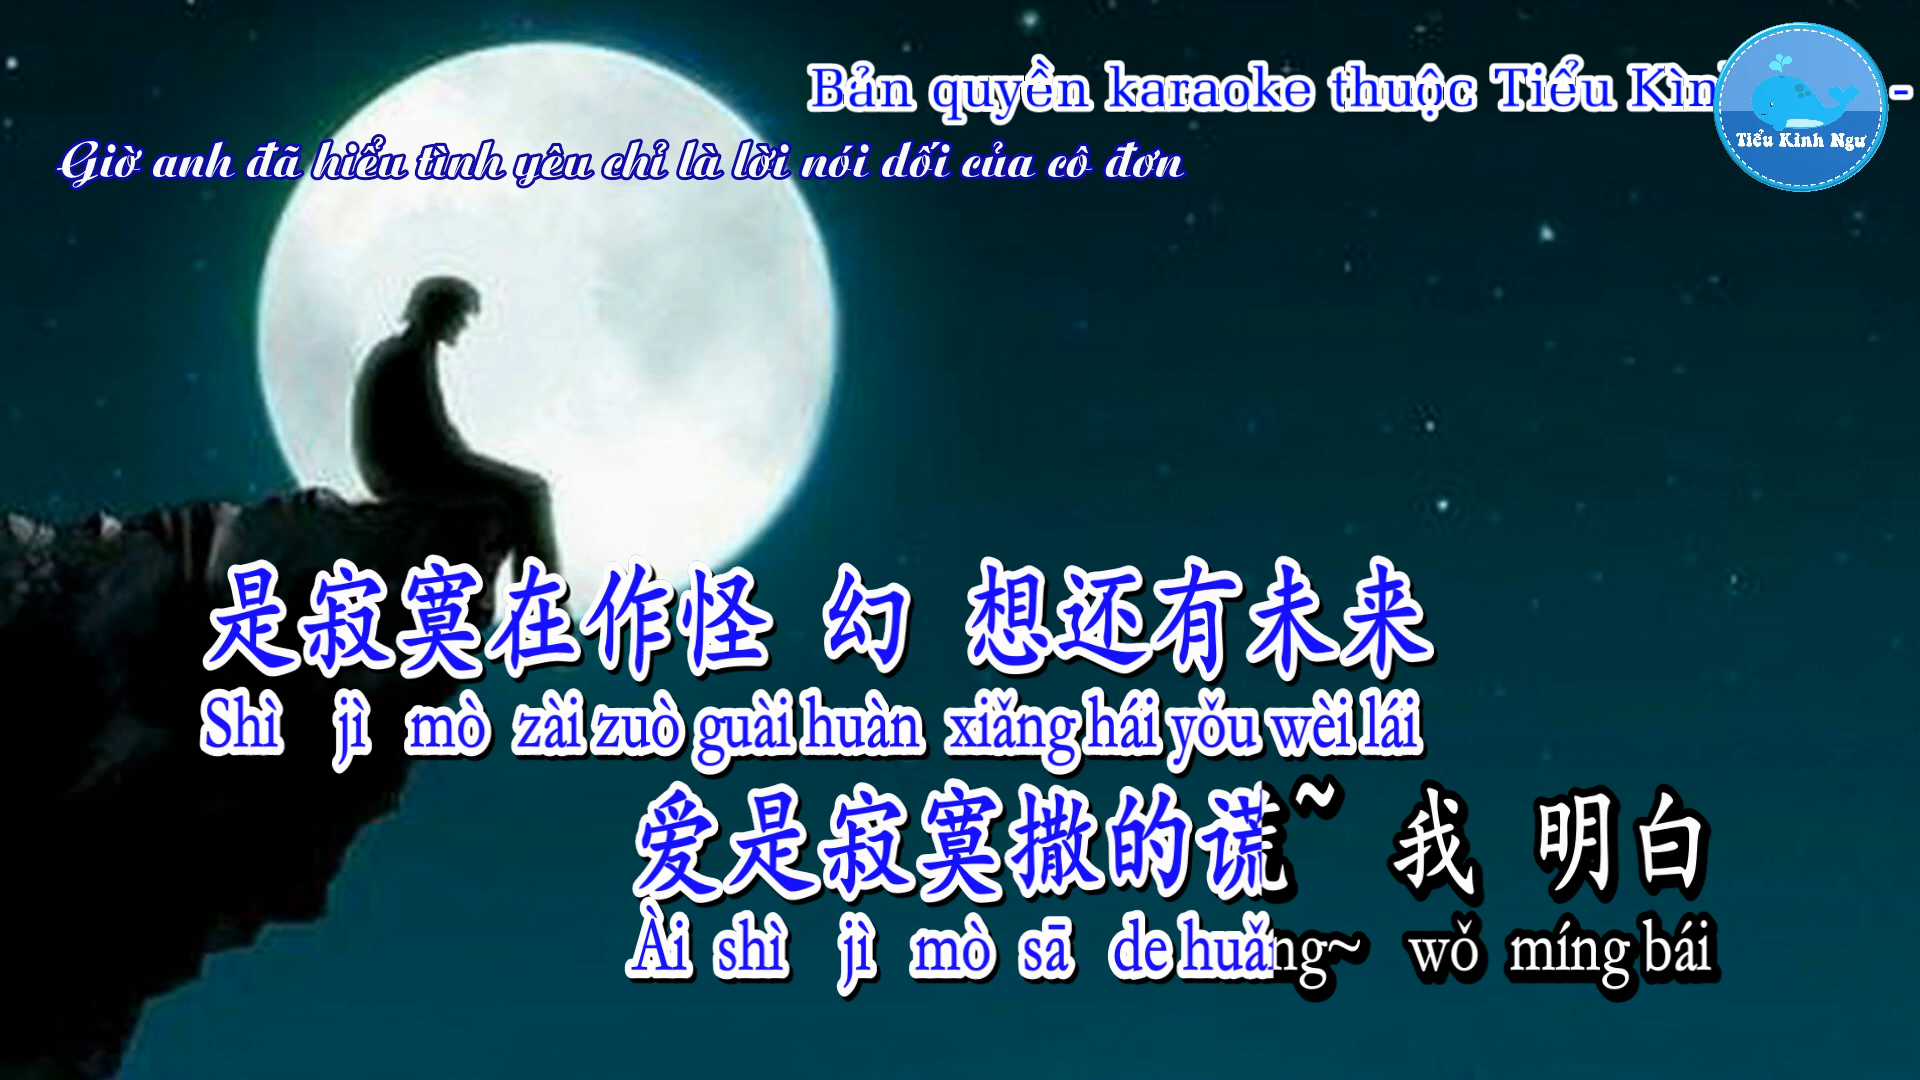 Bản quyền karaoke thuộc Tiểu Kìn -
Tiểu Kình Ngư
Giờ anh đã hiểu tình yêu chỉ là lời nói dối của cô đơn
是寂寞在作怪 幻 想还有未来
Shì jì mò zài zuò guài huàn xiǎng hái yǒu wèi lái
爱是寂寞撒的谎~ 我 明白
Ài shì jì mò sā de huǎng~ wǒ míng bái